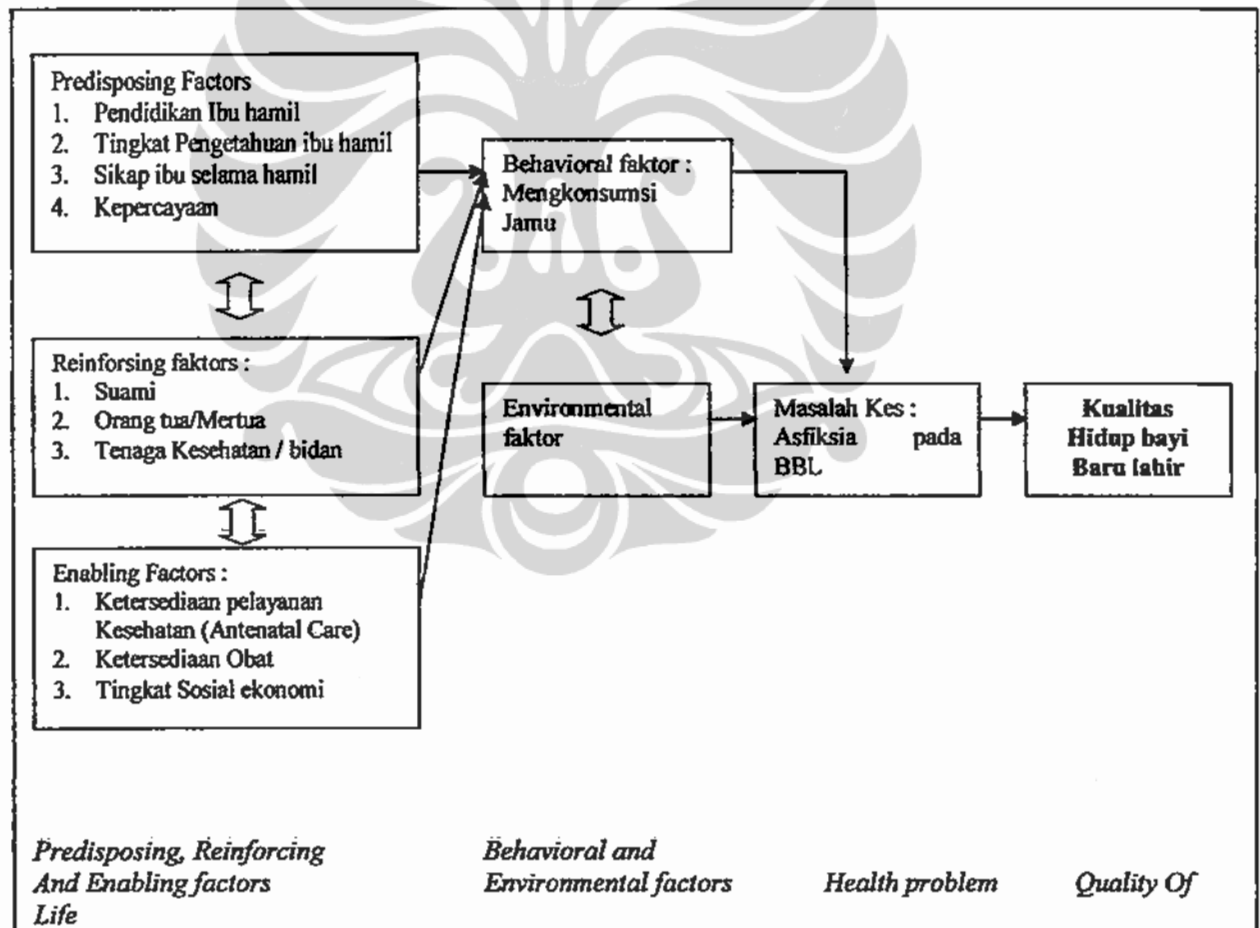 Predisposing Factors
1. Pendidikan Ibu hamil
2. Tingkat Pengetahuan ibu hamil
3. Sikap ibu selama hamil
4. Kepercayaan
Reinforsing faktors :
1. Suami
2. Orang tua/Mertua
3. Tenaga Kesehatan / bidan
Enabling Factors :
1. Ketersediaan pelayanan
Kesehatan (Antenatal Care)
2. Ketersediaan Obat
3. Tingkat Sosial ekonomi
Behavioral faktor :
Mengkonsumsi
Jamu
Environmental
faktor
Masalah Kes :
Asfiksia pada
BBL
Kualitas
Hidup bayi
Baru lahir
Predisposing, Reinforcing
And Enabling factors
Behavioral and
Environmental factors
Health problem
Quality Of
Life